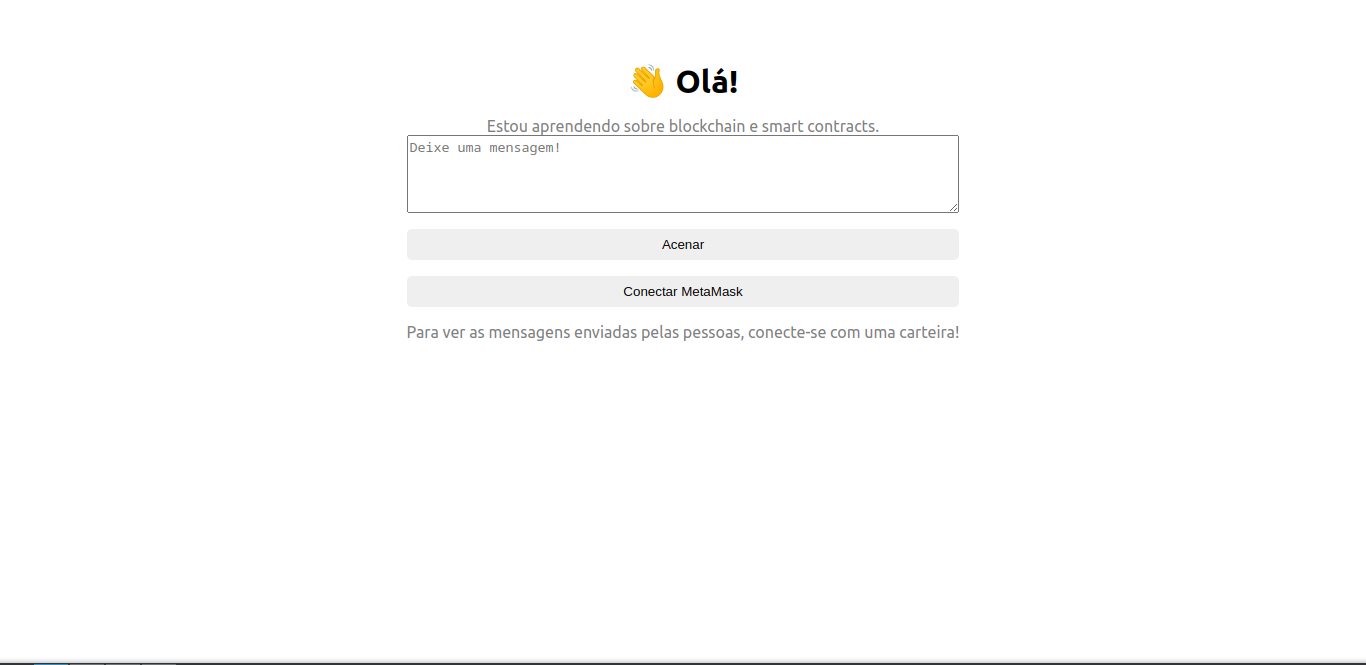 👋 Olá!
Estou aprendendo sobre blockchain e smart contracts.
Deixe uma mensagem!
Acenar
Conectar MetaMask
Para ver as mensagens enviadas pelas pessoas, conecte-se com uma carteira!